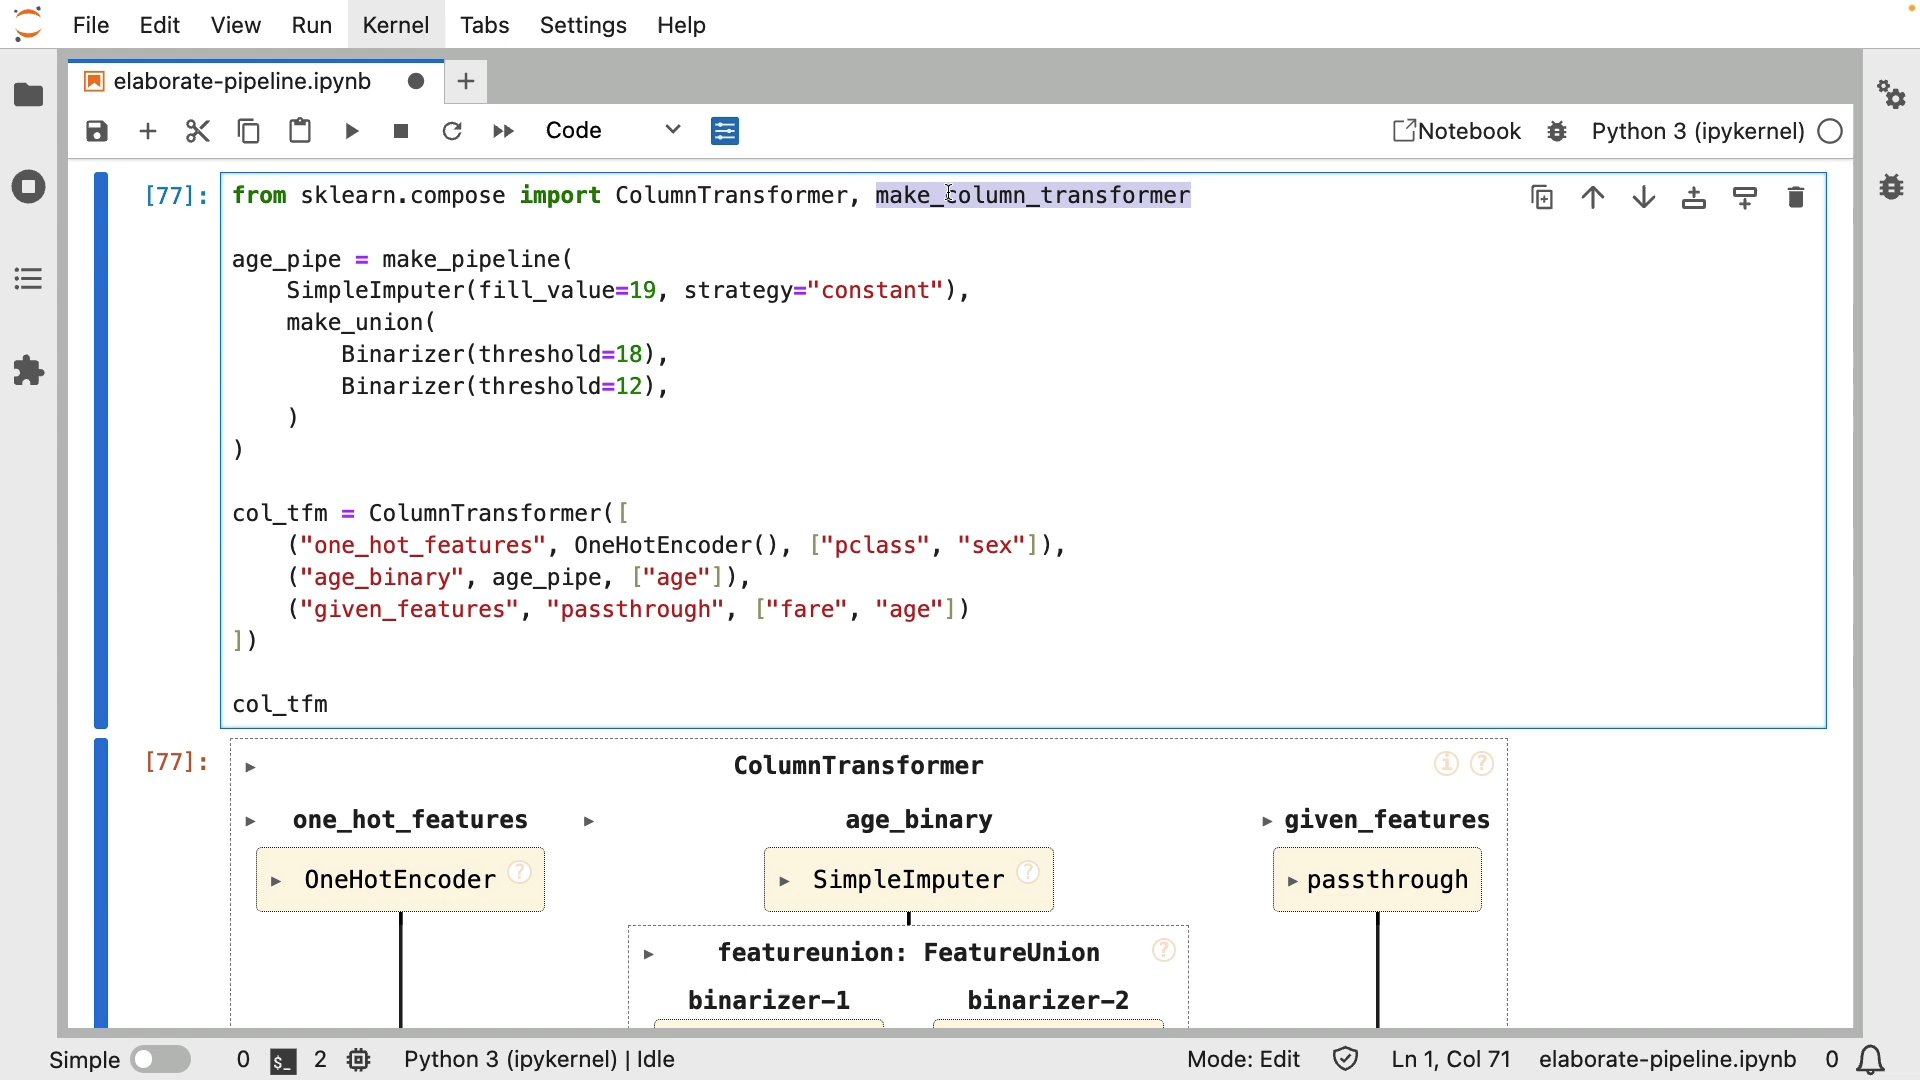 File Edit View Run Kernel Tabs Settings Help
elaborate-pipeline.ipynb
Code Notebook Python 3 (ipykernel)
[77]: from sklearn.compose import ColumnTransformer, make_column_transformer
age_pipe = make_pipeline(
    SimpleImputer(fill_value=19, strategy="constant"),
    make_union(
        Binarizer(threshold=18),
        Binarizer(threshold=12),
    )
)
col_tfm = ColumnTransformer([
    ("one_hot_features", OneHotEncoder(), ["pclass", "sex"]),
    ("age_binary", age_pipe, ["age"]),
    ("given_features", "passthrough", ["fare", "age"])
])
col_tfm
[77]: ColumnTransformer
one_hot_features age_binary given_features
OneHotEncoder ? SimpleImputer ? passthrough
featureunion: FeatureUnion ?
binarizer-1 binarizer-2
Simple 0 $_ 2 Python 3 (ipykernel) | Idle Mode: Edit Ln 1, Col 71 elaborate-pipeline.ipynb 0